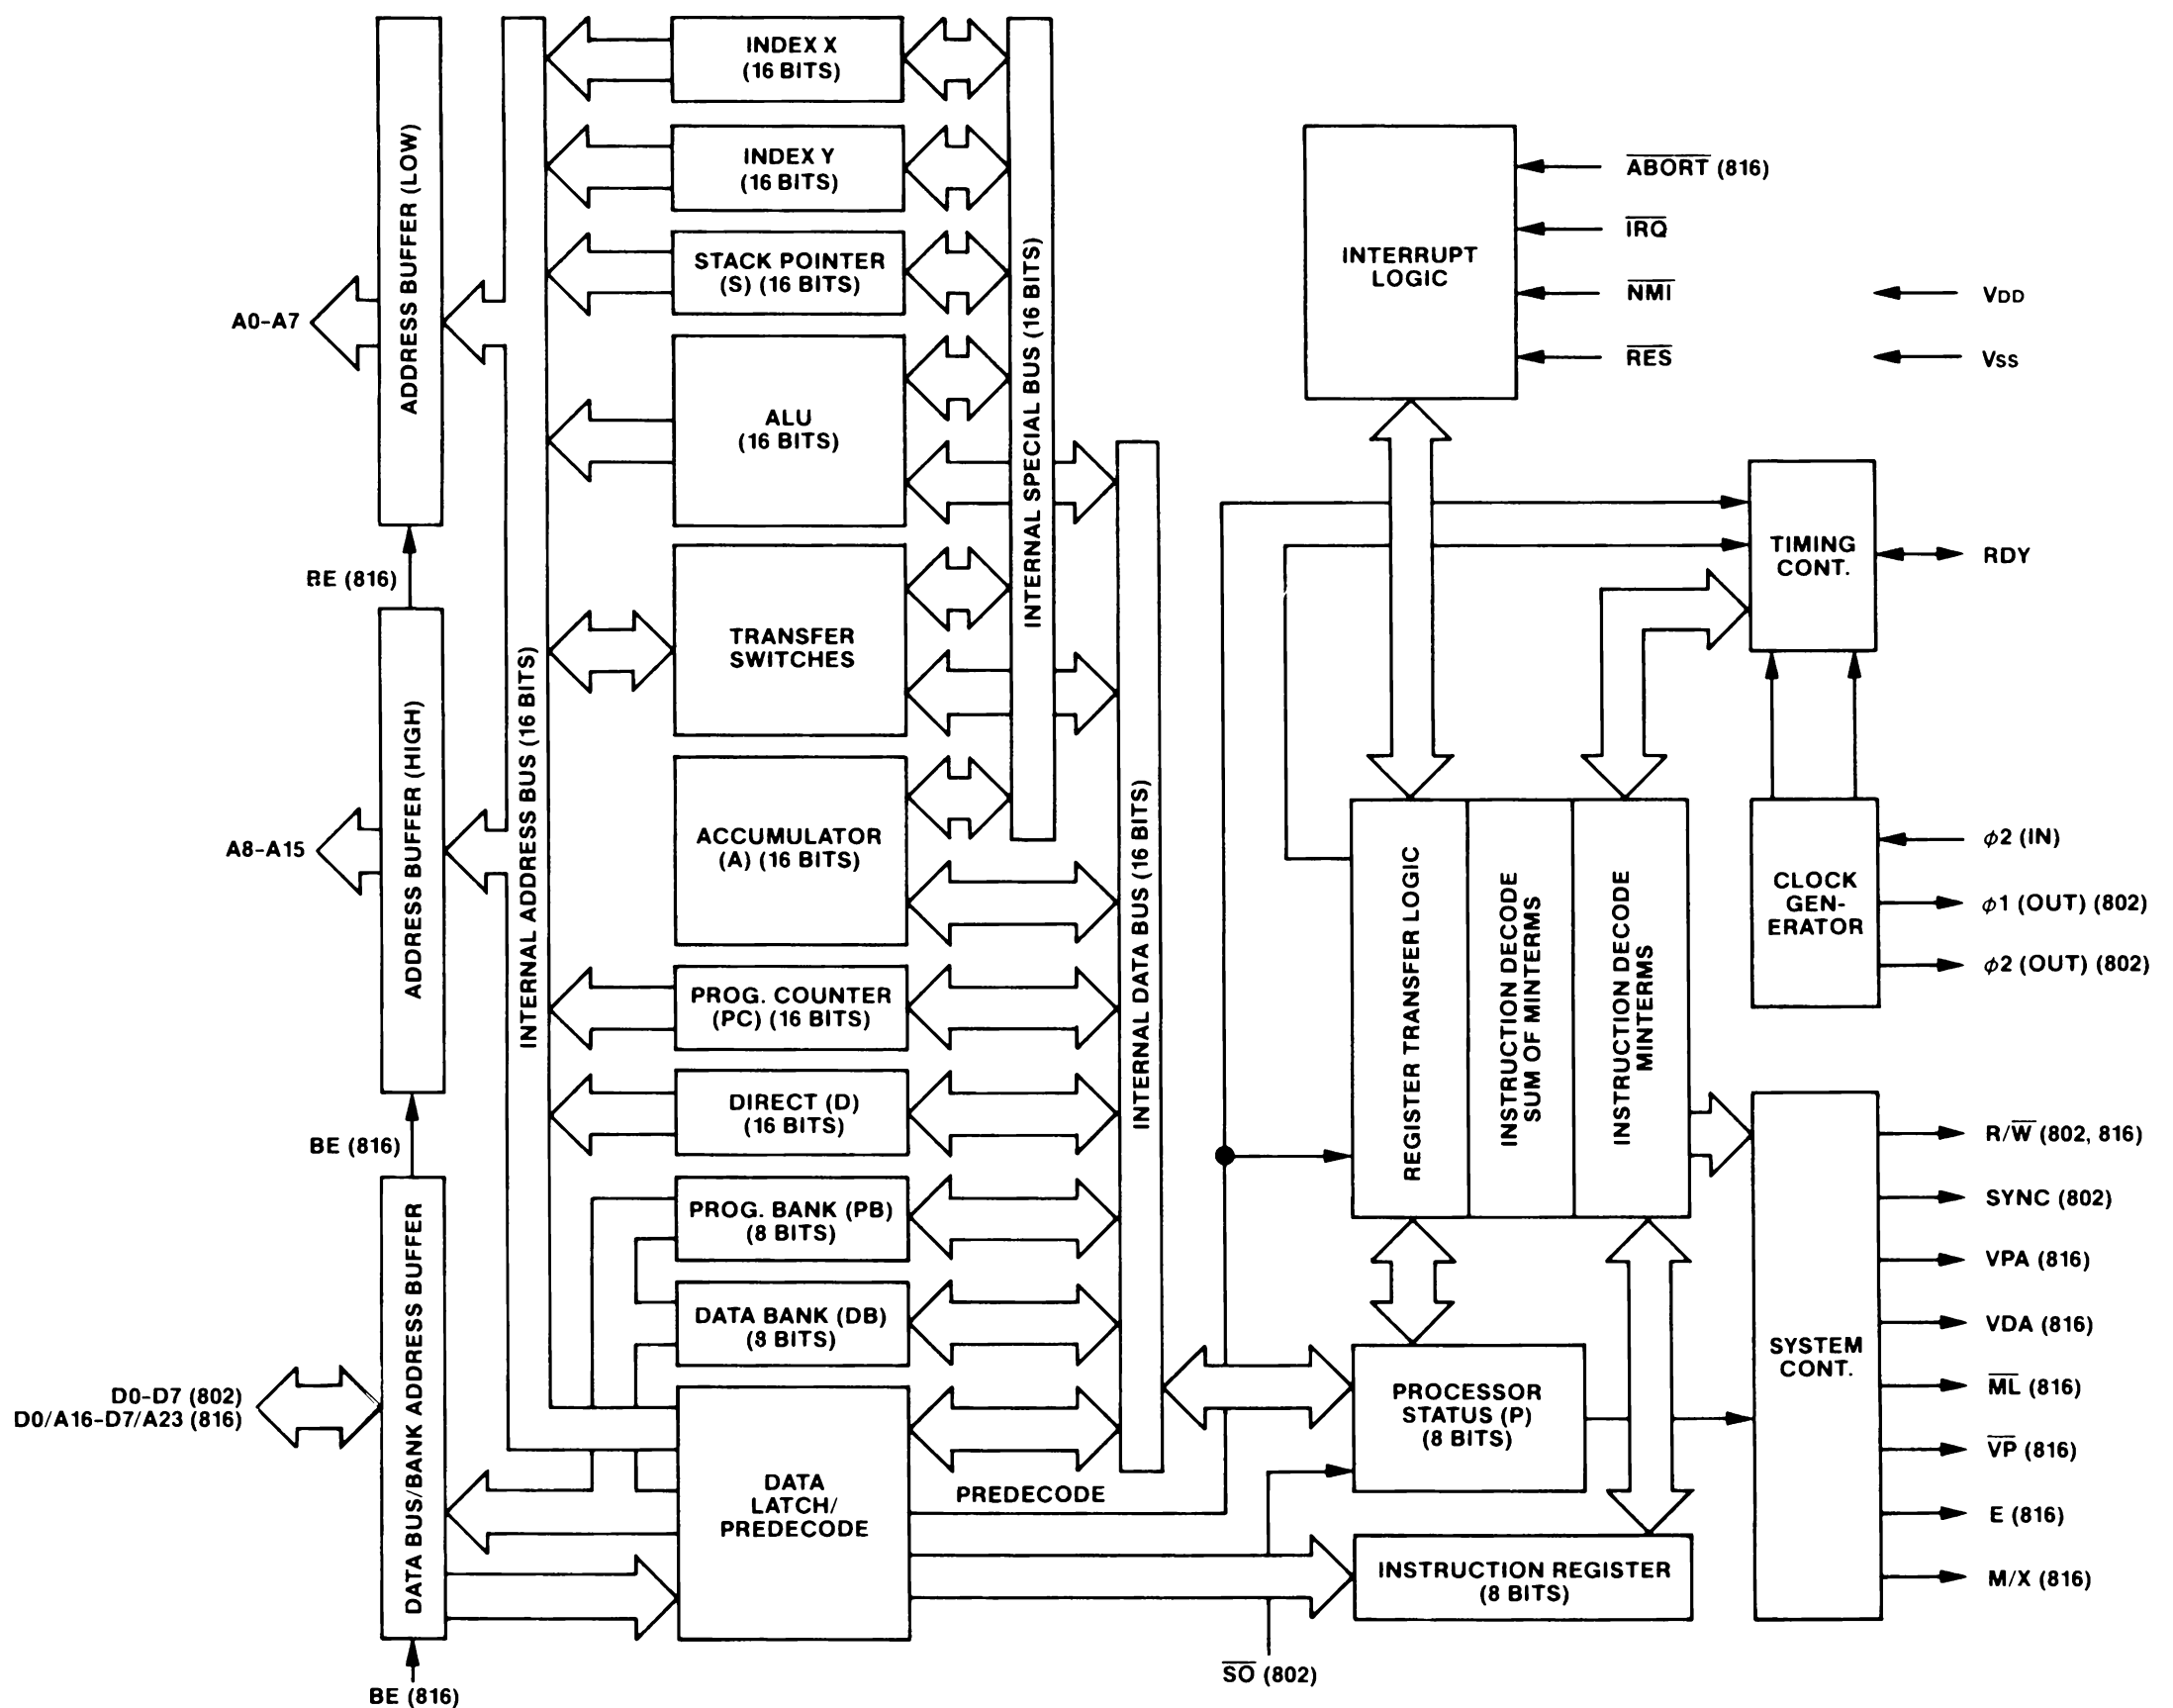 INDEX X
(16 BITS)
INDEX Y
(16 BITS)
STACK POINTER
(S) (16 BITS)
ALU
(16 BITS)
TRANSFER
SWITCHES
ACCUMULATOR
(A) (16 BITS)
PROG. COUNTER
(PC) (16 BITS)
DIRECT (D)
(16 BITS)
PROG. BANK (PB)
(8 BITS)
DATA BANK (DB)
(8 BITS)
DATA
LATCH/
PREDECODE
ADDRESS BUFFER (LOW)
A0-A7
BE (816)
ADDRESS BUFFER (HIGH)
A8-A15
BE (816)
DATA BUS/BANK ADDRESS BUFFER
D0-D7 (802)
D0/A16-D7/A23 (816)
BE (816)
INTERNAL ADDRESS BUS (16 BITS)
INTERNAL SPECIAL BUS (16 BITS)
INTERNAL DATA BUS (16 BITS)
PREDECODE
INTERRUPT
LOGIC
A̅B̅O̅R̅T̅ (816)
I̅R̅Q̅
N̅M̅I̅
R̅E̅S̅
VDD
VSS
TIMING
CONT.
RDY
CLOCK
GEN-
ERATOR
ϕ2 (IN)
ϕ1 (OUT) (802)
ϕ2 (OUT) (802)
REGISTER TRANSFER LOGIC
INSTRUCTION DECODE
SUM OF MINTERMS
INSTRUCTION DECODE
MINTERMS
SYSTEM
CONT.
R/W̅ (802, 816)
SYNC (802)
VPA (816)
VDA (816)
M̅L̅ (816)
V̅P̅ (816)
E (816)
M/X (816)
PROCESSOR
STATUS (P)
(8 BITS)
INSTRUCTION REGISTER
(8 BITS)
S̅O̅ (802)